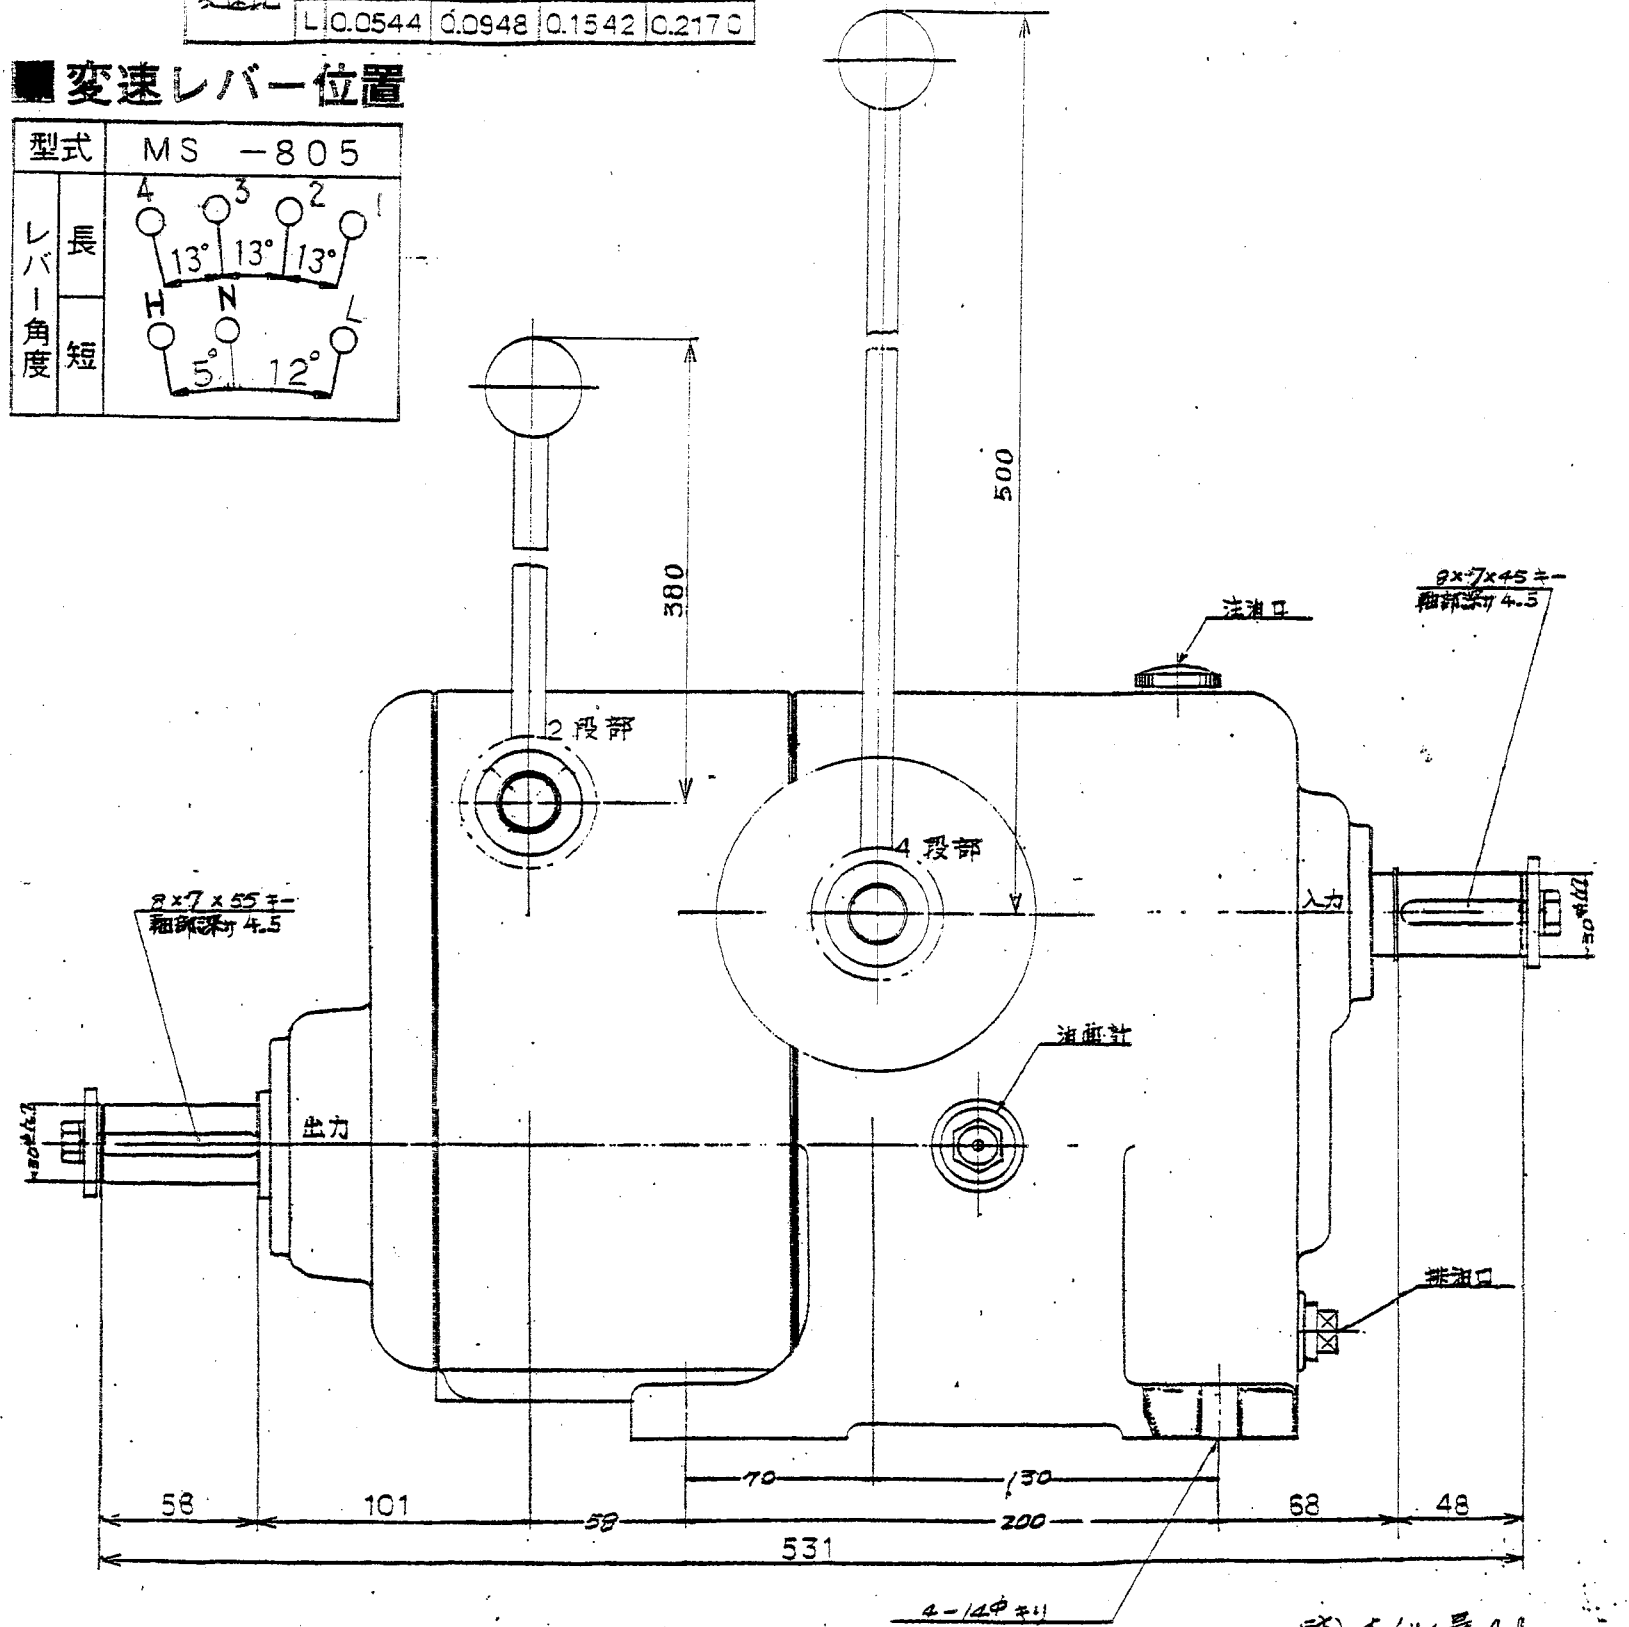 L 0.0544 0.0948 0.1542 0.2170
■変速レバー位置
型式 MS -805
レバー角度
長
4 3 2 1
13° 13° 13°
短
H N L
5° 12°
500
380
8×7×45キー
軸部深サ4.5
注油口
2段部
4段部
入力
8×7×55キー
軸部深サ4.5
油面計
出力
排油口
70 130
58 101 58 200 68 48
531
4-14φキリ